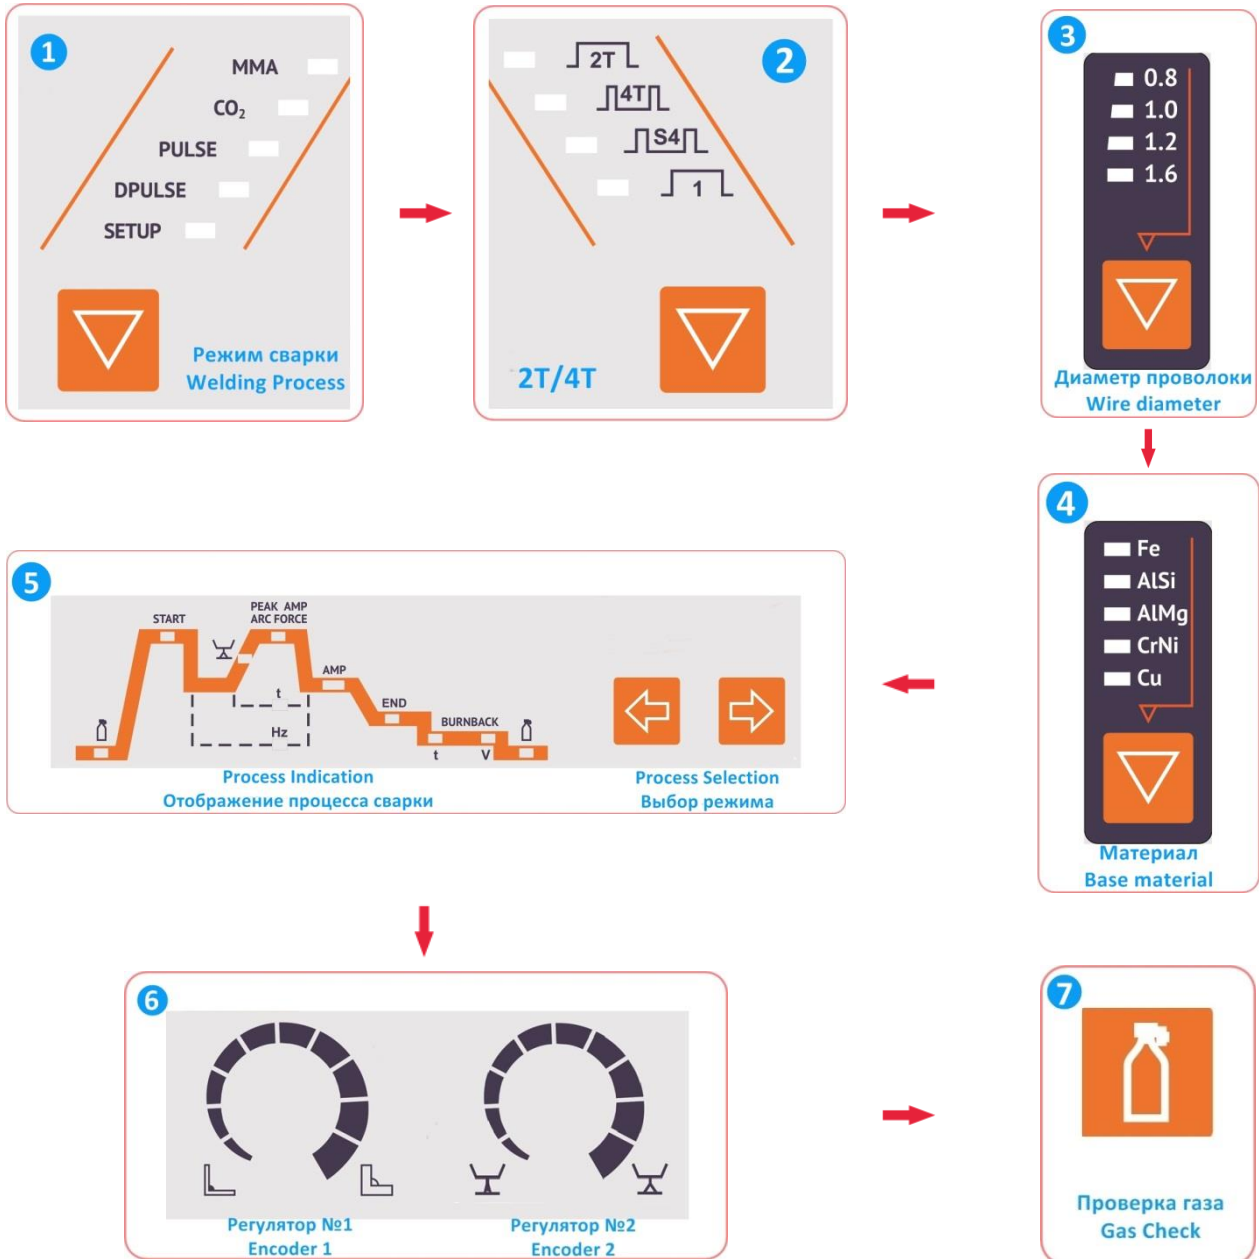 1
MMA
CO₂
PULSE
DPULSE
SETUP
Режим сварки
Welding Process
2
2T
4T
S4
1
2T/4T
3
0.8
1.0
1.2
1.6
Диаметр проволоки
Wire diameter
4
Fe
AlSi
AlMg
CrNi
Cu
Материал
Base material
5
START
PEAK AMP
ARC FORCE
AMP
t
END
Hz
BURNBACK
t V
Process Indication
Отображение процесса сварки
Process Selection
Выбор режима
6
Регулятор №1
Encoder 1
Регулятор №2
Encoder 2
7
Проверка газа
Gas Check